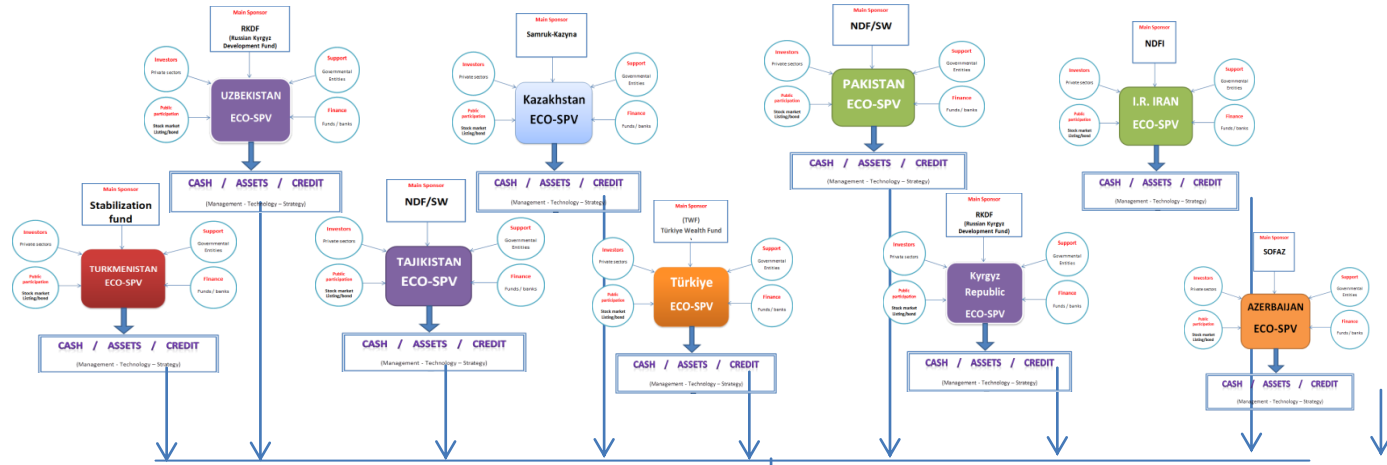 Main Sponsor
RKDF
(Russian Kyrgyz
Development Fund)
Investors
Private sectors
Support
Governmental
Entities
UZBEKISTAN
ECO-SPV
Public
participation
Stock market
Listing/bond
Finance
Funds / banks
CASH / ASSETS / CREDIT
(Management - Technology – Strategy)
Main Sponsor
Samruk-Kazyna
Investors
Private sectors
Support
Governmental
Entities
Kazakhstan
ECO-SPV
Public
participation
Stock market
Listing/bond
Finance
Funds / banks
CASH / ASSETS / CREDIT
(Management - Technology – Strategy)
Main Sponsor
NDF/SW
Investors
Private sectors
Support
Governmental
Entities
PAKISTAN
ECO-SPV
Public
participation
Stock market
Listing/bond
Finance
Funds / banks
CASH / ASSETS / CREDIT
(Management - Technology – Strategy)
Main Sponsor
NDFI
Investors
Private sectors
Support
Governmental
Entities
I.R. IRAN
ECO-SPV
Public
participation
Stock market
Listing/bond
Finance
Funds / banks
CASH / ASSETS / CREDIT
(Management - Technology – Strategy)
Main Sponsor
Stabilization
fund
Investors
Private sectors
Support
Governmental
Entities
TURKMENISTAN
ECO-SPV
Public
participation
Stock market
Listing/bond
Finance
Funds / banks
CASH / ASSETS / CREDIT
(Management - Technology – Strategy)
Main Sponsor
NDF/SW
Investors
Private sectors
Support
Governmental
Entities
TAJIKISTAN
ECO-SPV
Public
participation
Stock market
Listing/bond
Finance
Funds / banks
CASH / ASSETS / CREDIT
(Management - Technology – Strategy)
Main Sponsor
(TWF)
Türkiye Wealth Fund .
Investors
Private sectors
Support
Governmental
Entities
Türkiye
ECO-SPV
Public
participation
Stock market
Listing/bond
Finance
Funds / banks
CASH / ASSETS / CREDIT
(Management - Technology – Strategy)
Main Sponsor
RKDF
(Russian Kyrgyz
Development Fund)
Investors
Private sectors
Support
Governmental
Entities
Kyrgyz
Republic
ECO-SPV
Public
participation
Stock market
Listing/bond
Finance
Funds / banks
CASH / ASSETS / CREDIT
(Management - Technology – Strategy)
Main Sponsor
SOFAZ
Investors
Private sectors
Support
Governmental
Entities
AZERBAIJAN
ECO-SPV
Public
participation
Stock market
Listing/bond
Finance
Funds / banks
CASH / ASSETS / CREDIT
(Management - Technology – Strategy)